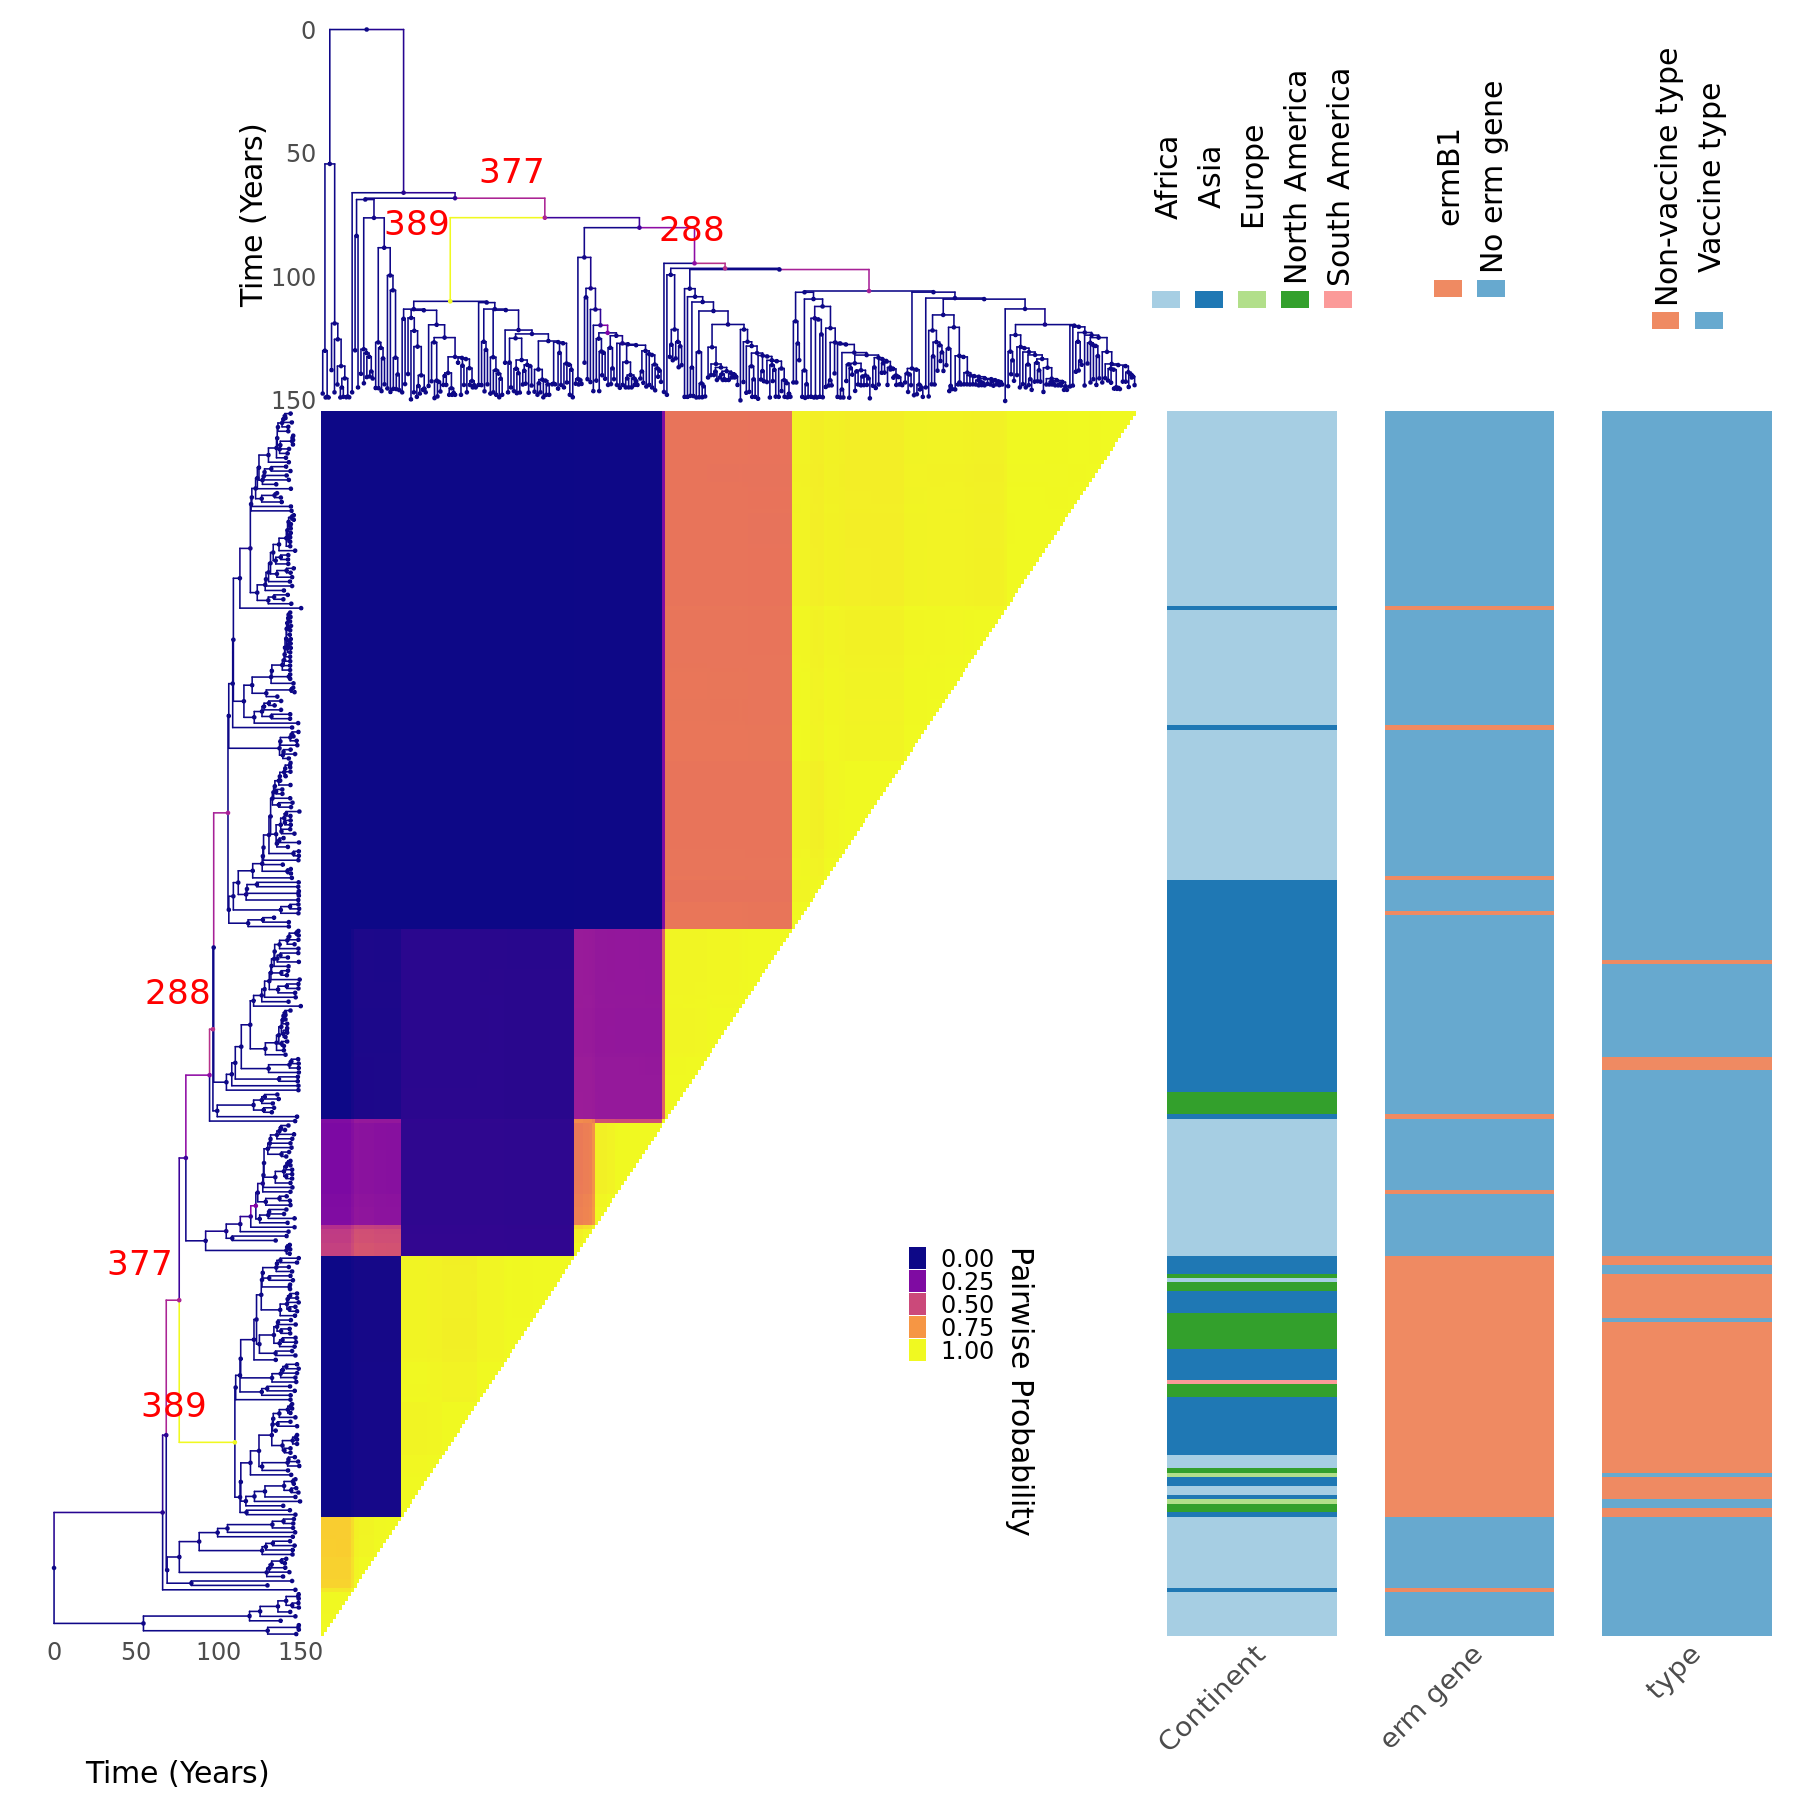 0
50
100
150
Time (Years)
377
389
288
Africa
Asia
Europe
North America
South America
ermB1
No erm gene
Non-vaccine type
Vaccine type
288
377
389
0.00
0.25
0.50
0.75
1.00
Pairwise Probability
0 50 100 150
Time (Years)
Continent
erm gene
type